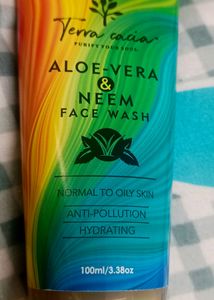 Terra cacia
PURIFY YOUR SOUL
ALOE-VERA
&
NEEM
FACE WASH
NORMAL TO OILY SKIN
ANTI-POLLUTION
HYDRATING
100ml/3.38oz